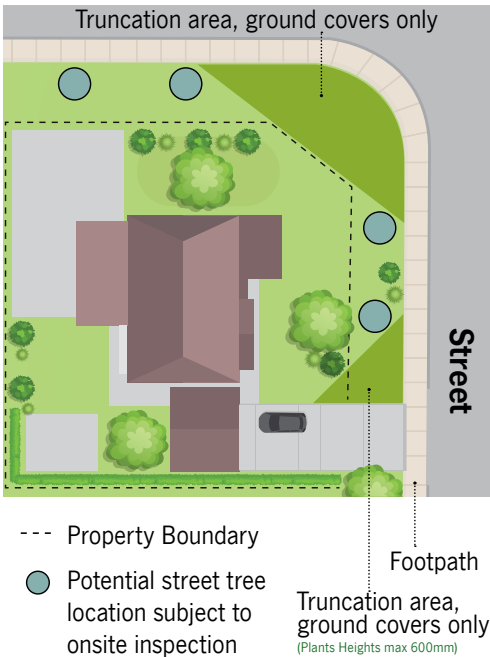 Truncation area, ground covers only
Street
Property Boundary
Footpath
Potential street tree
location subject to
onsite inspection
Truncation area,
ground covers only
(Plants Heights max 600mm)